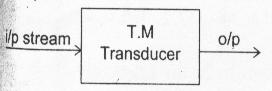 i/p stream
T.M
Transducer
o/p